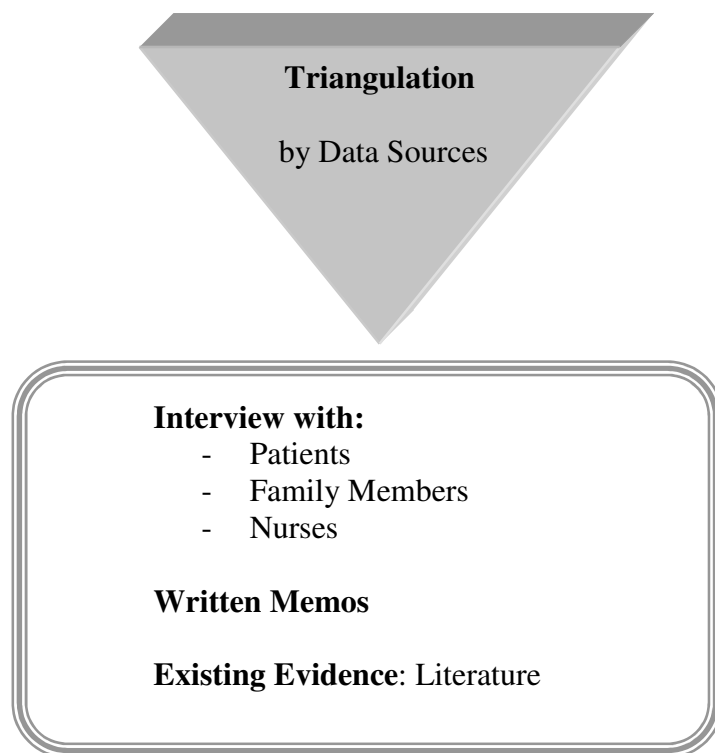 Triangulation
by Data Sources
Interview with:
- Patients
- Family Members
- Nurses
Written Memos
Existing Evidence: Literature